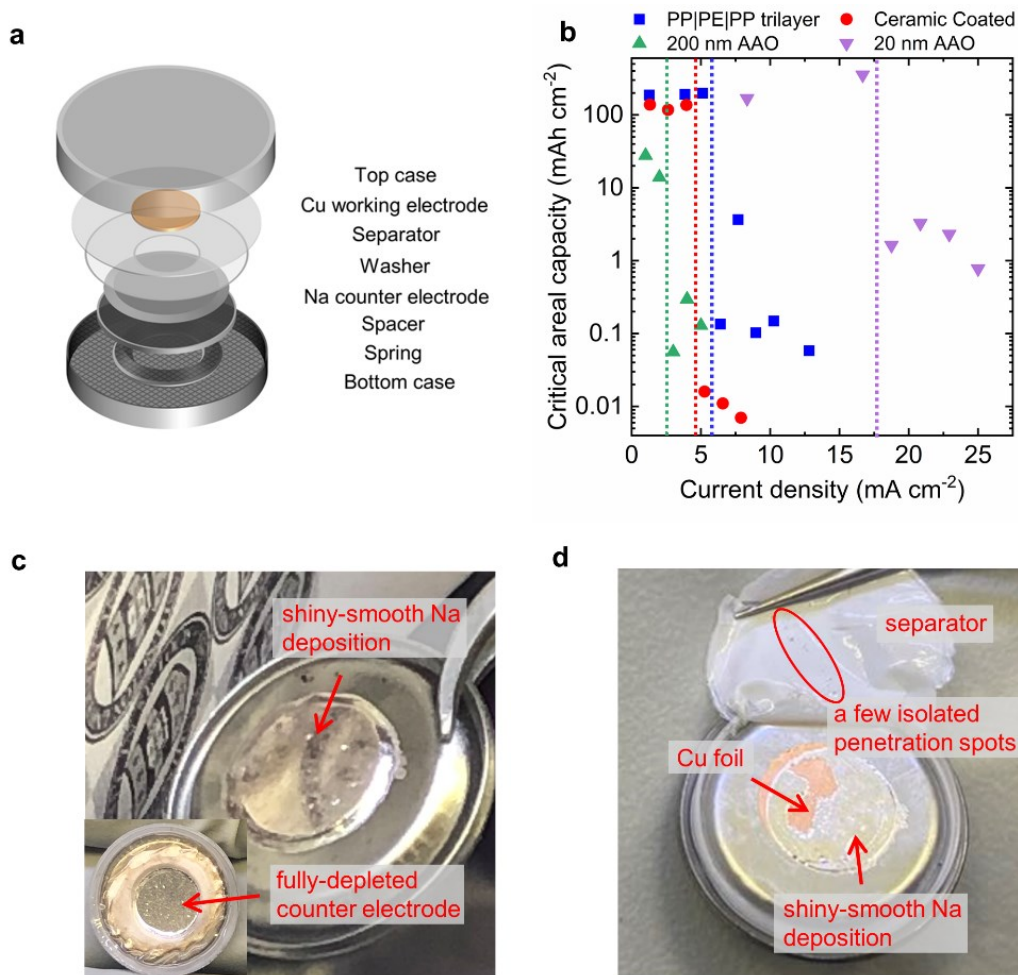 a
Top case
Cu working electrode
Separator
Washer
Na counter electrode
Spacer
Spring
Bottom case
b
PP|PE|PP trilayer
Ceramic Coated
200 nm AAO
20 nm AAO
Critical areal capacity (mAh cm⁻²)
100
10
1
0.1
0.01
0 5 10 15 20 25
Current density (mA cm⁻²)
c
shiny-smooth Na
deposition
fully-depleted
counter electrode
d
separator
a few isolated
penetration spots
Cu foil
shiny-smooth Na
deposition